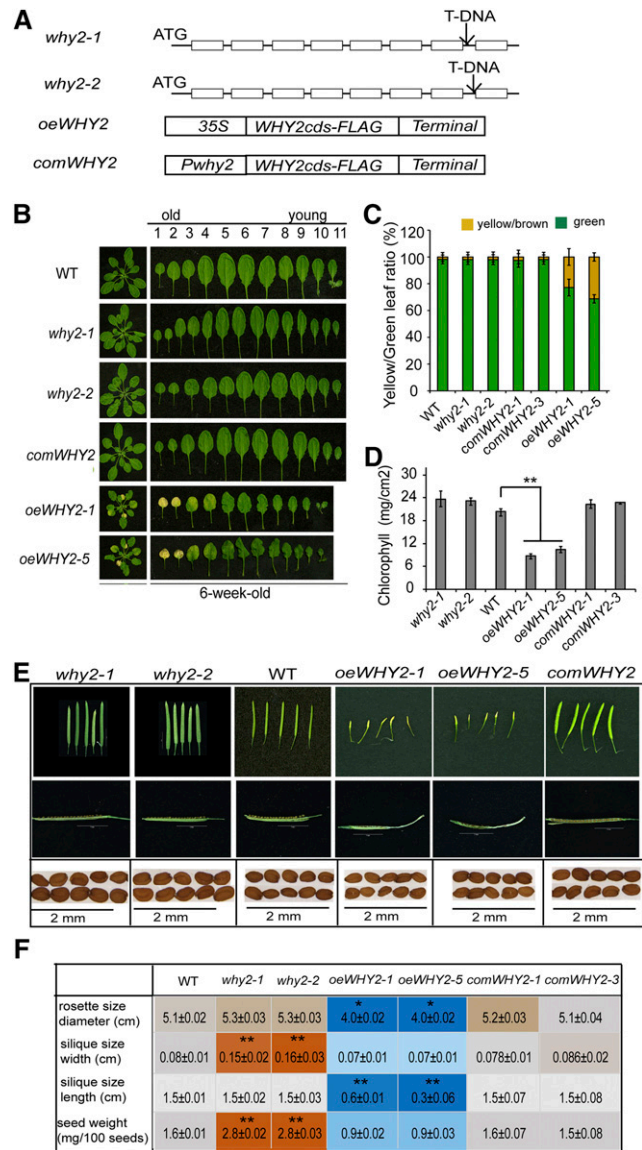 A
why2-1 ATG T-DNA
why2-2 ATG T-DNA
oeWHY2 35S WHY2cds-FLAG Terminal
comWHY2 Pwhy2 WHY2cds-FLAG Terminal
B
old young
1 2 3 4 5 6 7 8 9 10 11
WT
why2-1
why2-2
comWHY2
oeWHY2-1
oeWHY2-5
6-week-old
C
yellow/brown green
Yellow/Green leaf ratio (%)
120
100
80
60
40
20
0
WT why2-1 why2-2 comWHY2-1 comWHY2-3 oeWHY2-1 oeWHY2-5
D
Chlorophyll (mg/cm2)
30
24
18
12
6
0
**
why2-1 why2-2 WT oeWHY2-1 oeWHY2-5 comWHY2-1 comWHY2-3
E
why2-1 why2-2 WT oeWHY2-1 oeWHY2-5 comWHY2
2 mm 2 mm 2 mm 2 mm 2 mm 2 mm
F
WT why2-1 why2-2 oeWHY2-1 oeWHY2-5 comWHY2-1 comWHY2-3
rosette size
diameter (cm) 5.1±0.02 5.3±0.03 5.3±0.03 * 4.0±0.02 * 4.0±0.02 5.2±0.03 5.1±0.04
silique size
width (cm) 0.08±0.01 ** 0.15±0.02 ** 0.16±0.03 0.07±0.01 0.07±0.01 0.078±0.01 0.086±0.02
silique size
length (cm) 1.5±0.01 1.5±0.02 1.5±0.03 ** 0.6±0.01 ** 0.3±0.06 1.5±0.07 1.5±0.08
seed weight
(mg/100 seeds) 1.6±0.01 ** 2.8±0.02 ** 2.8±0.03 0.9±0.02 0.9±0.03 1.6±0.07 1.5±0.08